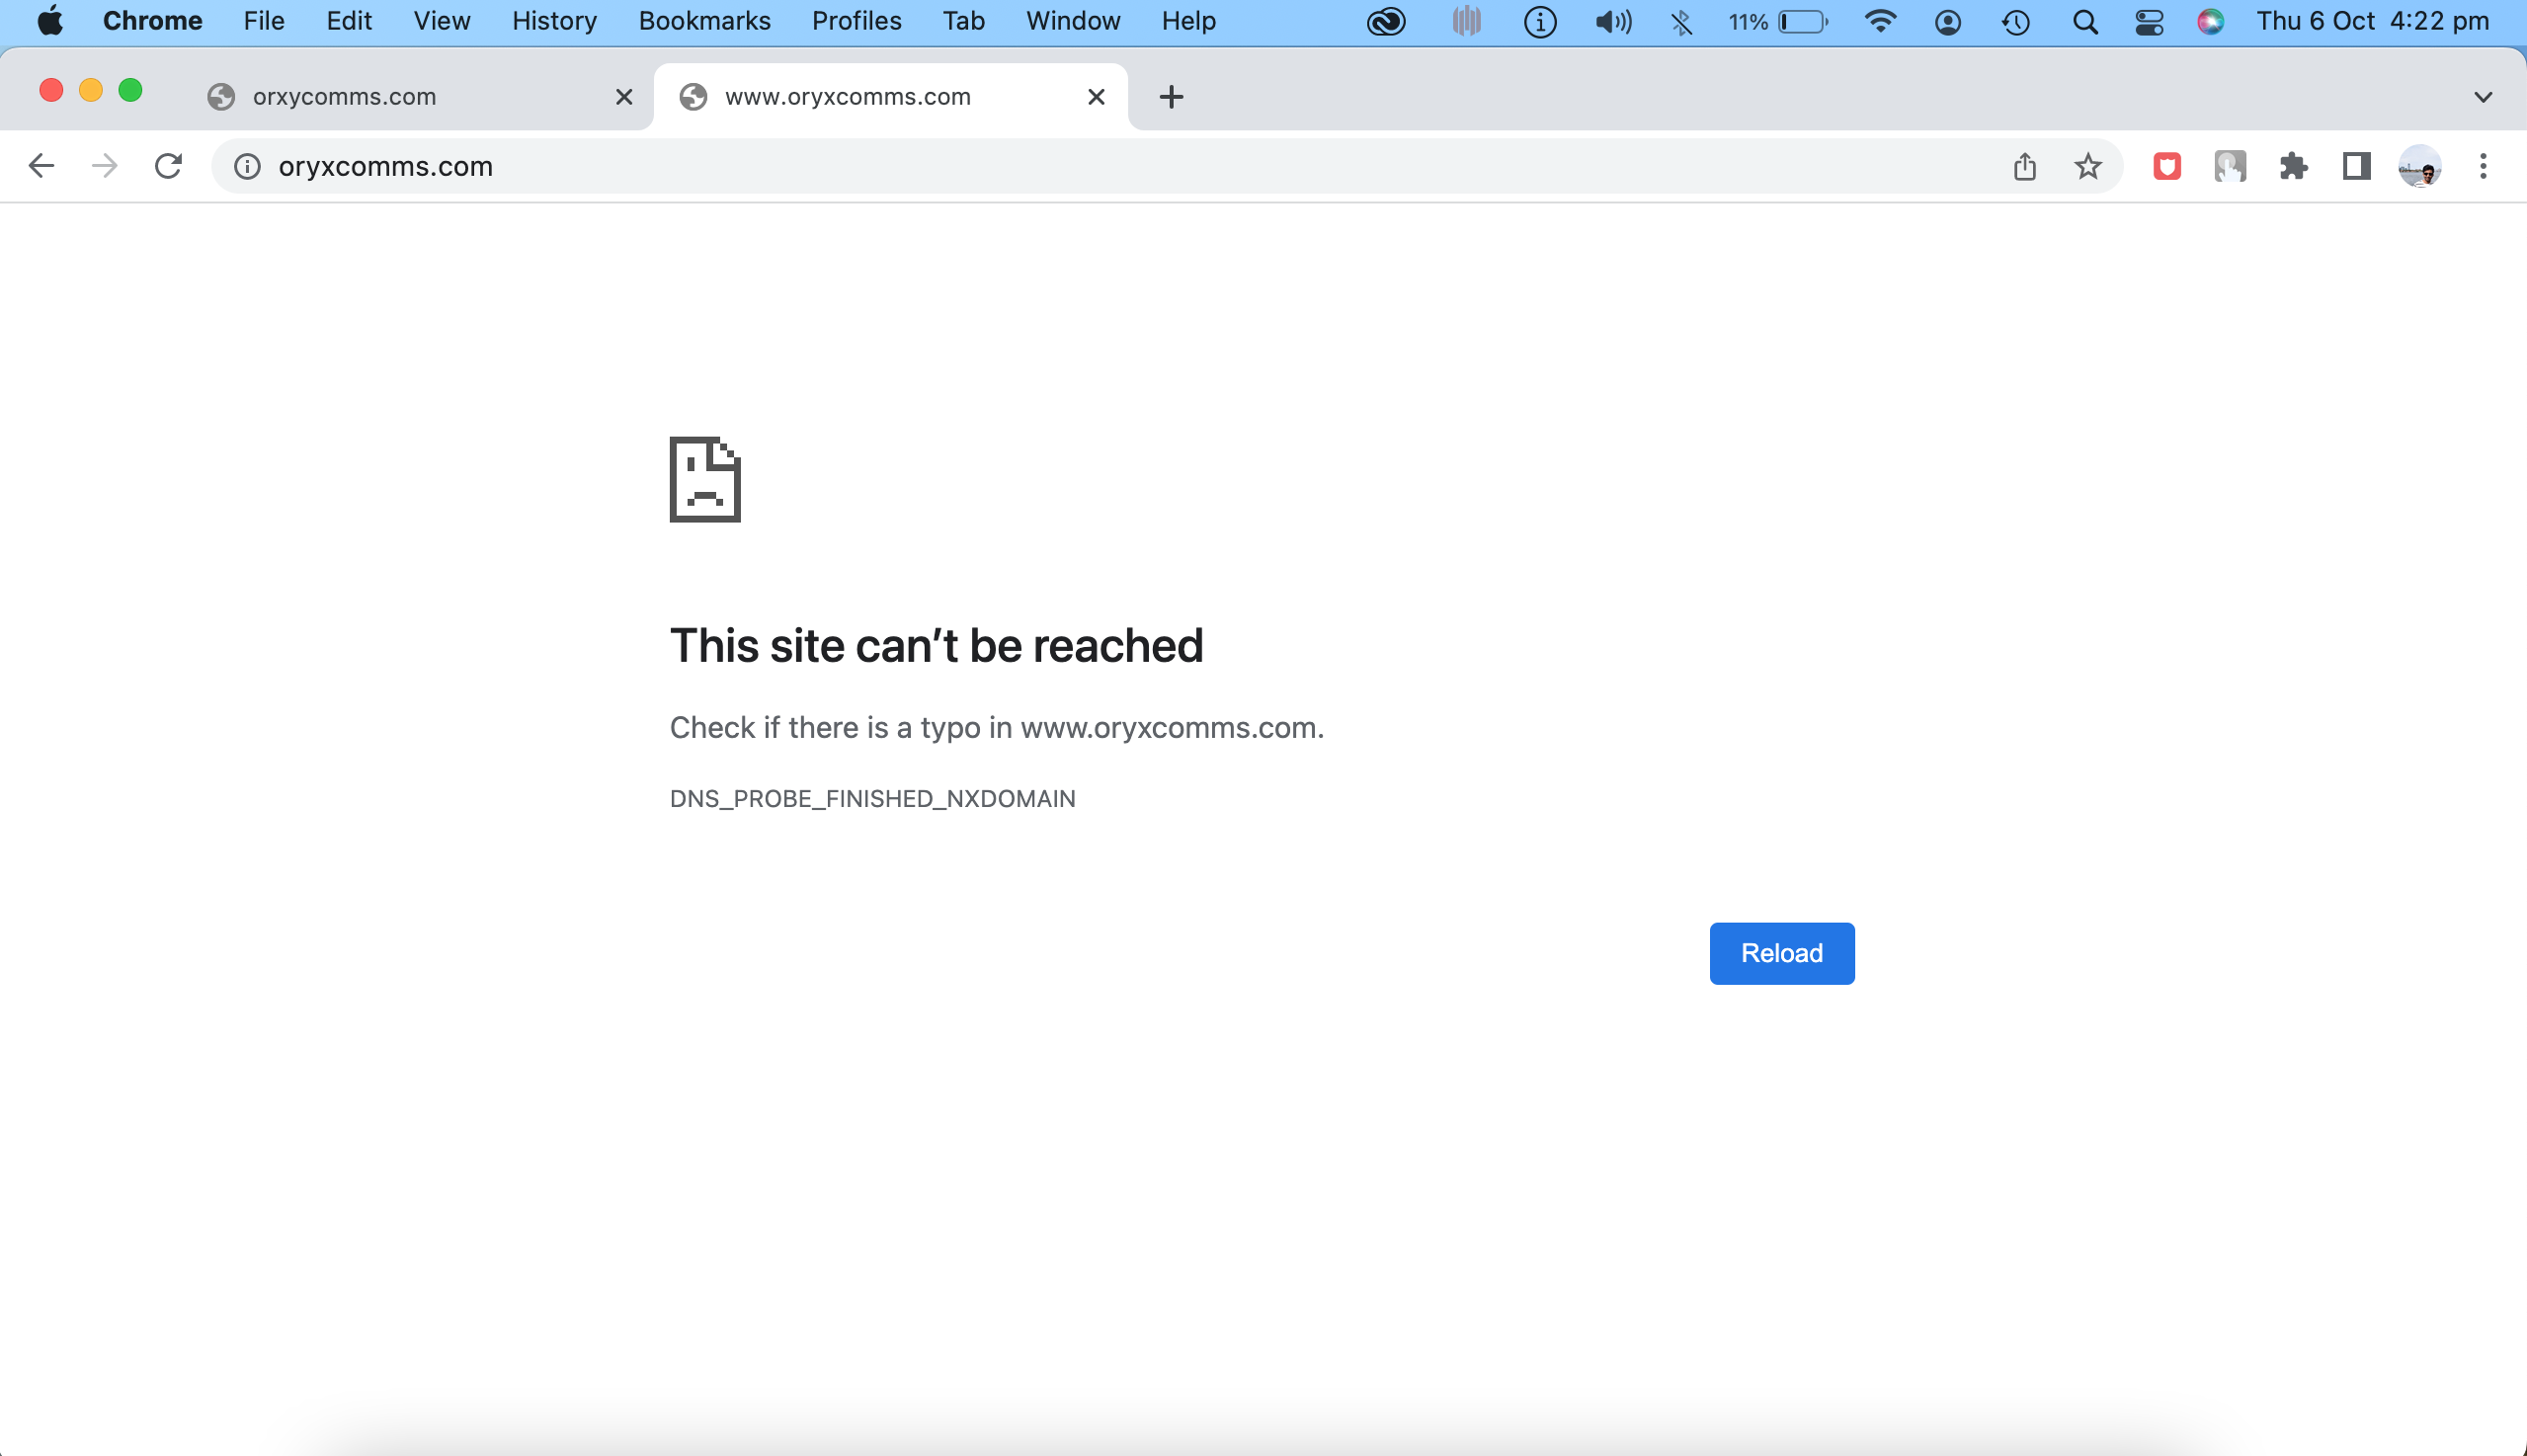 Chrome File Edit View History Bookmarks Profiles Tab Window Help 11% Thu 6 Oct 4:22 pm
orxycomms.com www.oryxcomms.com
oryxcomms.com
This site can’t be reached
Check if there is a typo in www.oryxcomms.com.
DNS_PROBE_FINISHED_NXDOMAIN
Reload